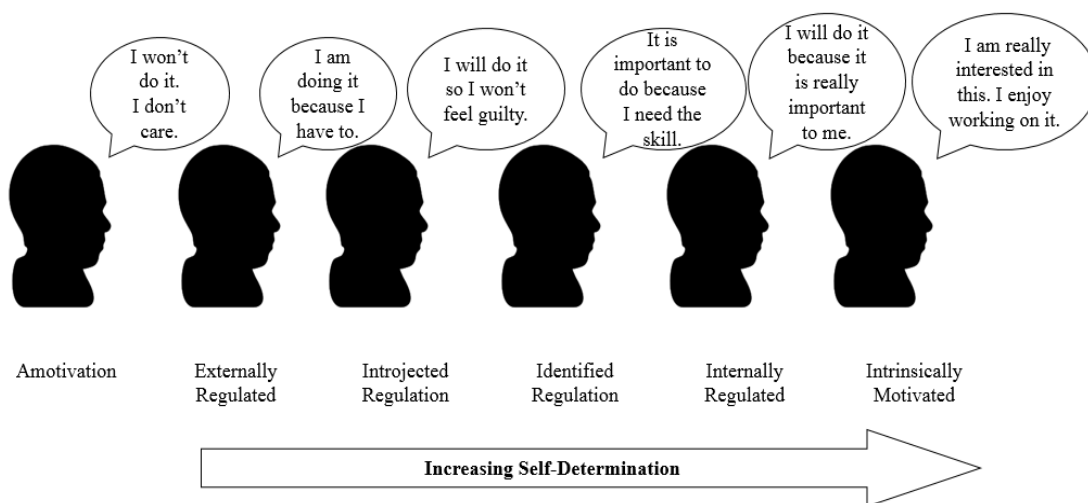 I won't
do it.
I don't
care.
I am
doing it
because I
have to.
I will do it
so I won't
feel guilty.
It is
important to
do because
I need the
skill.
I will do it
because it
is really
important
to me.
I am really
interested in
this. I enjoy
working on it.
Amotivation
Externally
Regulated
Introjected
Regulation
Identified
Regulation
Internally
Regulated
Intrinsically
Motivated
Increasing Self-Determination